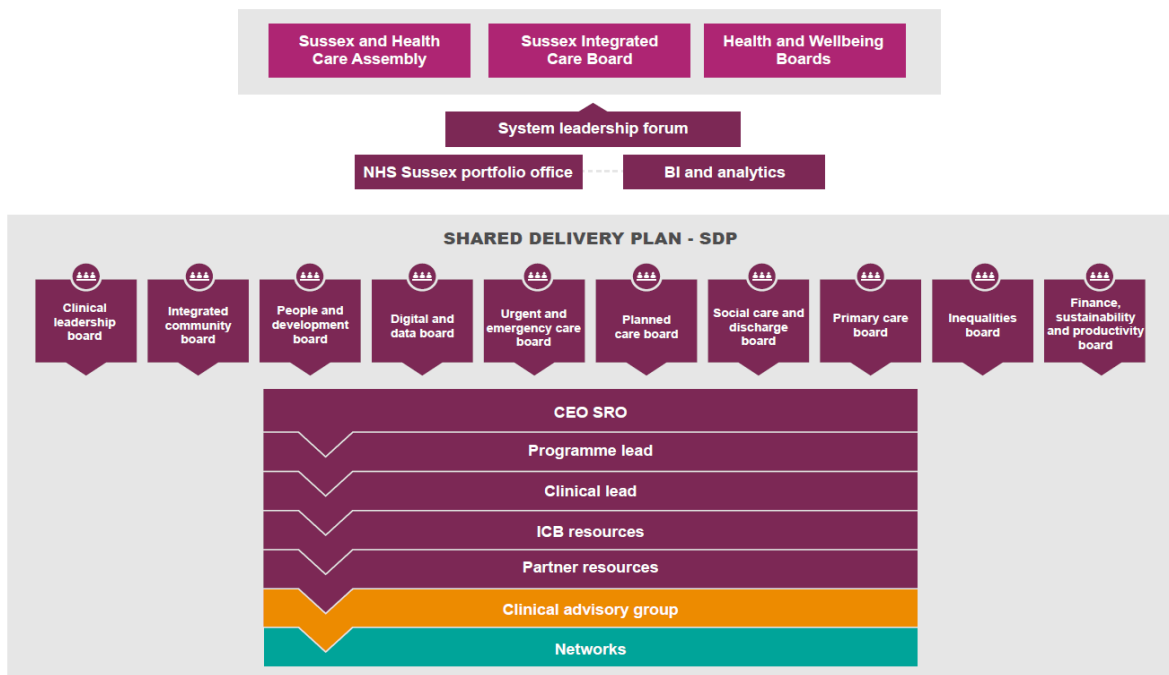 Sussex and Health
Care Assembly
Sussex Integrated
Care Board
Health and Wellbeing
Boards
System leadership forum
NHS Sussex portfolio office
BI and analytics
SHARED DELIVERY PLAN - SDP
Clinical
leadership
board
Integrated
community
board
People and
development
board
Digital and
data board
Urgent and
emergency care
board
Planned
care board
Social care and
discharge
board
Primary care
board
Inequalities
board
Finance,
sustainability
and productivity
board
CEO SRO
Programme lead
Clinical lead
ICB resources
Partner resources
Clinical advisory group
Networks